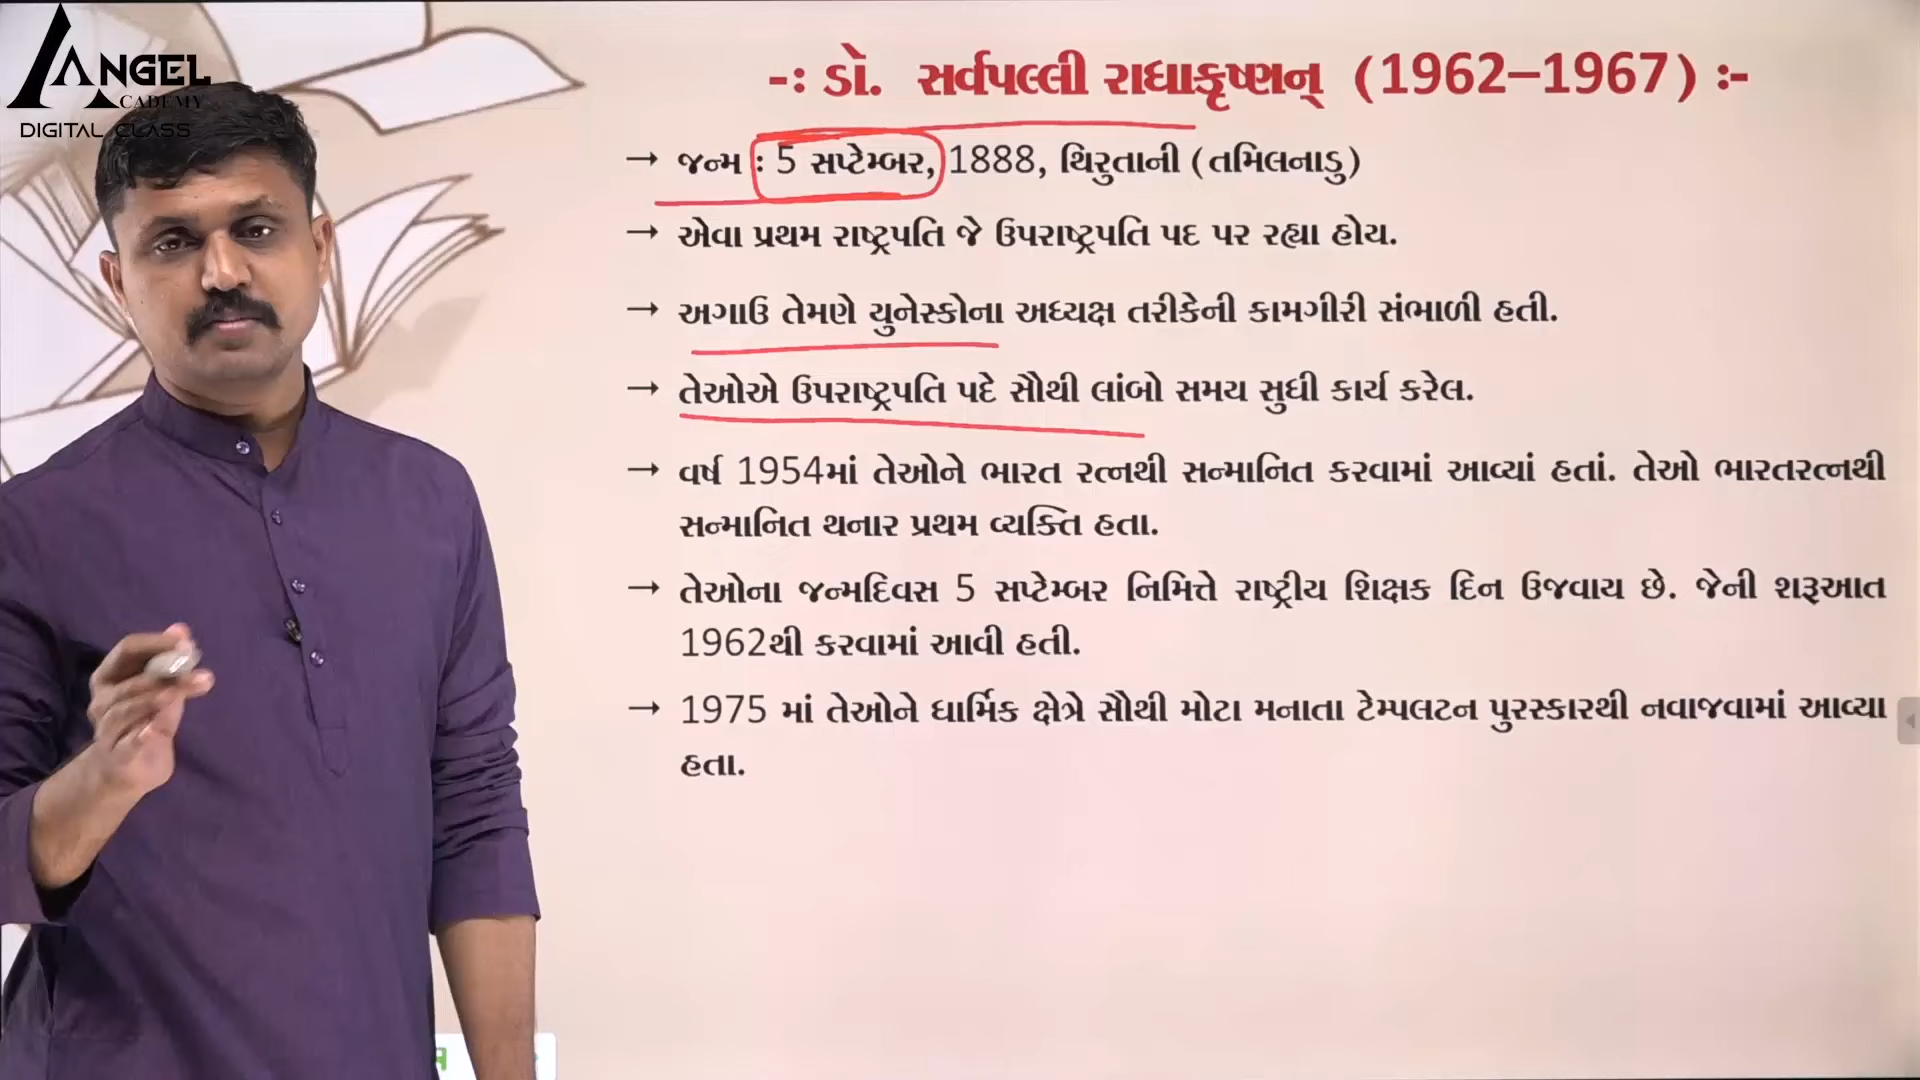 ANGEL
ACADEMY
DIGITAL CLASS
-: ડૉ. સર્વપલ્લી રાધાકૃષ્ણન્ (1962–1967) :-
→ જન્મ : 5 સપ્ટેમ્બર, 1888, થિરુતાની (તમિલનાડુ)
→ એવા પ્રથમ રાષ્ટ્રપતિ જે ઉપરાષ્ટ્રપતિ પદ પર રહ્યા હોય.
→ અગાઉ તેમણે યુનેસ્કોના અધ્યક્ષ તરીકેની કામગીરી સંભાળી હતી.
→ તેઓએ ઉપરાષ્ટ્રપતિ પદે સૌથી લાંબો સમય સુધી કાર્ય કરેલ.
→ વર્ષ 1954માં તેઓને ભારત રત્નથી સન્માનિત કરવામાં આવ્યાં હતાં. તેઓ ભારતરત્નથી
સન્માનિત થનાર પ્રથમ વ્યક્તિ હતા.
→ તેઓના જન્મદિવસ 5 સપ્ટેમ્બર નિમિત્તે રાષ્ટ્રીય શિક્ષક દિન ઉજવાય છે. જેની શરૂઆત
1962થી કરવામાં આવી હતી.
→ 1975 માં તેઓને ધાર્મિક ક્ષેત્રે સૌથી મોટા મનાતા ટેમ્પલટન પુરસ્કારથી નવાજવામાં આવ્યા
હતા.